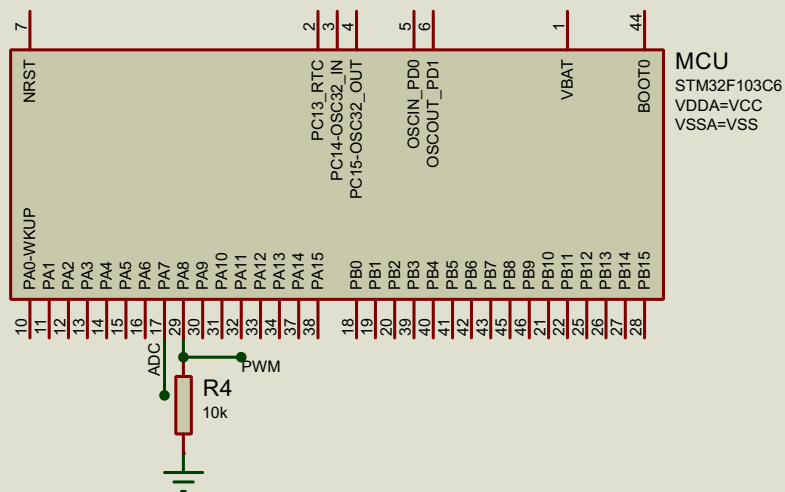 7
2
3
4
5
6
1
44
NRST
PC13_RTC
PC14-OSC32_IN
PC15-OSC32_OUT
OSCIN_PD0
OSCOUT_PD1
VBAT
BOOT0
MCU
STM32F103C6
VDDA=VCC
VSSA=VSS
PA0-WKUP
PA1
PA2
PA3
PA4
PA5
PA6
PA7
PA8
PA9
PA10
PA11
PA12
PA13
PA14
PA15
PB0
PB1
PB2
PB3
PB4
PB5
PB6
PB7
PB8
PB9
PB10
PB11
PB12
PB13
PB14
PB15
10
11
12
13
14
15
16
17
29
30
31
32
33
34
37
38
18
19
20
39
40
41
42
43
45
46
21
22
25
26
27
28
ADC
PWM
R4
10k